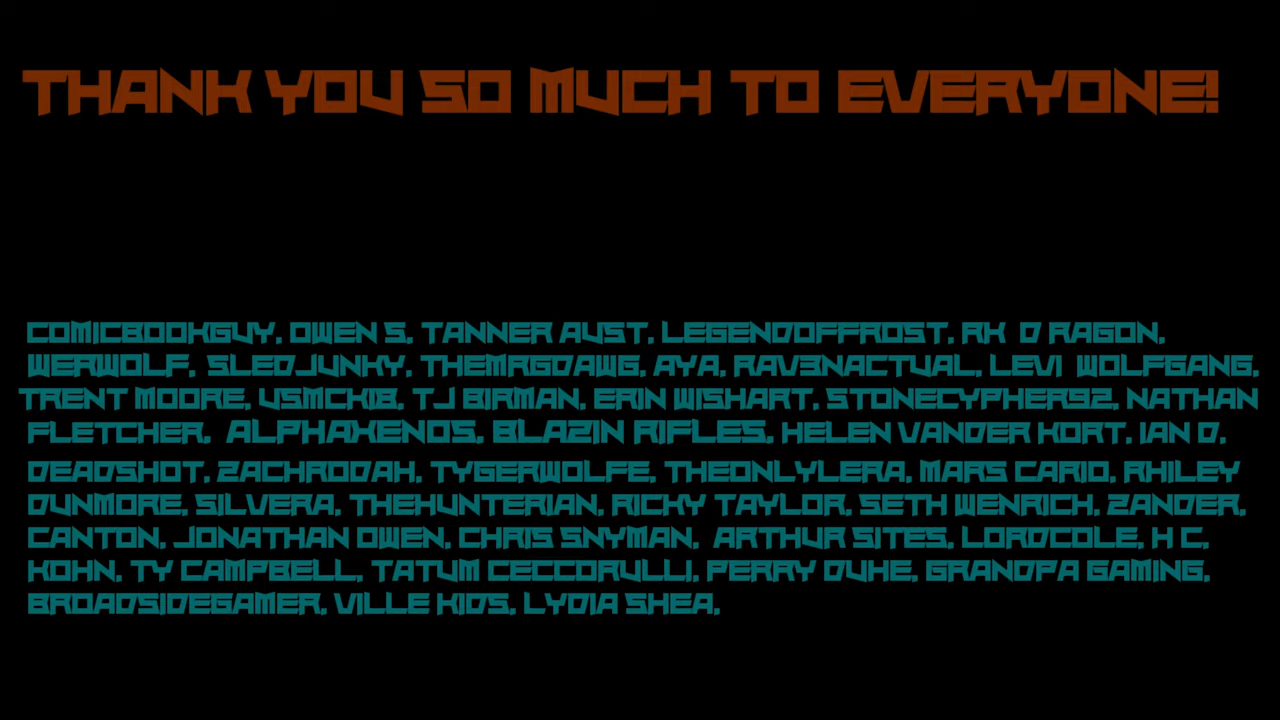 THANK YOU SO MUCH TO EVERYONE!
COMICBOOKGUY, OWEN S, TANNER AUST, LEGENDOFFROST, RK D RAGON,
WERWOLF, SLEDJUNKY, THEMRGDAWG, AYA, RAV3NACTUAL, LEVI WOLFGANG,
TRENT MOORE, USMCKIB, TJ BIRMAN, ERIN WISHART, STONECYPHER92, NATHAN
FLETCHER, ALPHAXENOS, BLAZIN RIFLES, HELEN VANDER KORT, IAN D,
DEADSHOT, ZACHRODAH, TYGERWOLFE, THEONLYLERA, MARS CARIO, RHILEY
DUNMORE, SILVERA, THEHUNTERIAN, RICKY TAYLOR, SETH WENRICH, ZANDER,
CANTON, JONATHAN OWEN, CHRIS SNYMAN, ARTHUR SITES, LORDCOLE, H C,
KOHN, TY CAMPBELL, TATUM CECCORULLI, PERRY DUKE, GRANDPA GAMING,
BROADSIDEGAMER, VILLE KIDS, LYDIA SHEA,